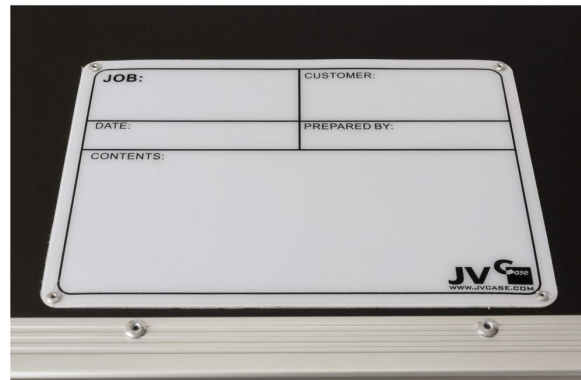 JOB:
CUSTOMER:
DATE:
PREPARED BY:
CONTENTS:
JV Case
WWW.JVCASE.COM